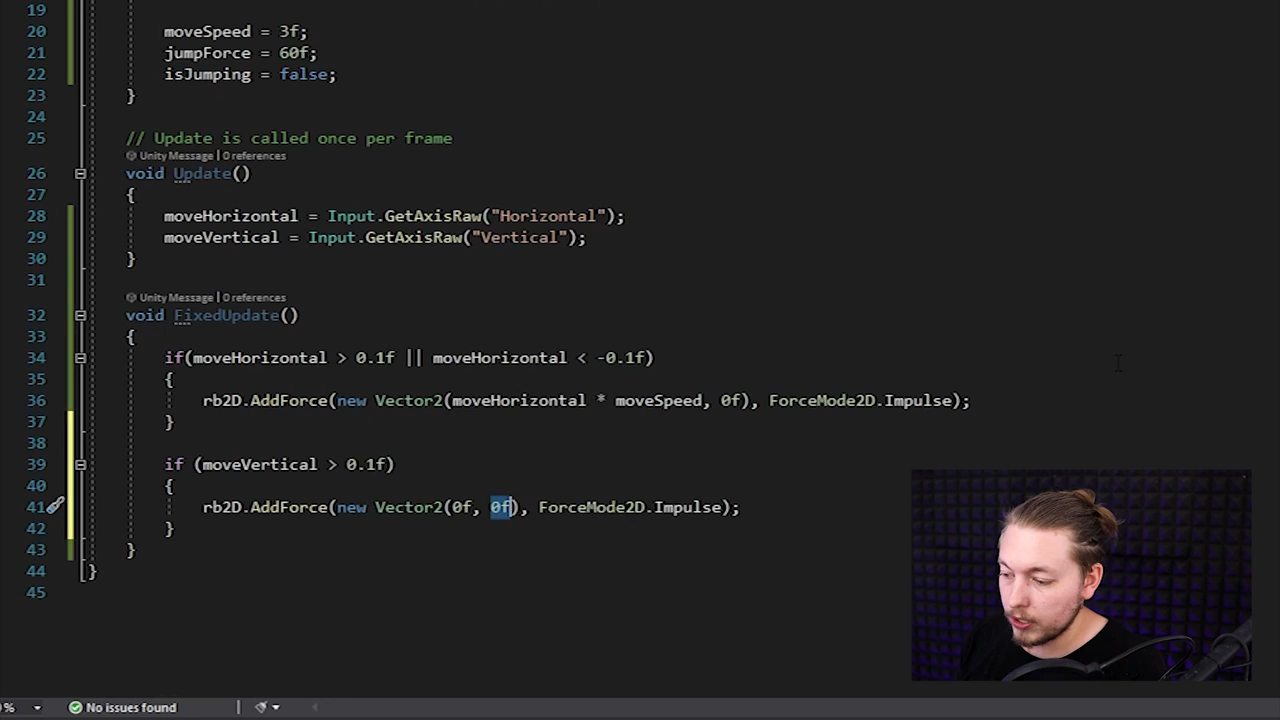 19
20 moveSpeed = 3f;
21 jumpForce = 60f;
22 isJumping = false;
23 }
24
25 // Update is called once per frame
Unity Message | 0 references
26 void Update()
27 {
28 moveHorizontal = Input.GetAxisRaw("Horizontal");
29 moveVertical = Input.GetAxisRaw("Vertical");
30 }
31
Unity Message | 0 references
32 void FixedUpdate()
33 {
34 if(moveHorizontal > 0.1f || moveHorizontal < -0.1f)
35 {
36 rb2D.AddForce(new Vector2(moveHorizontal * moveSpeed, 0f), ForceMode2D.Impulse);
37 }
38
39 if (moveVertical > 0.1f)
40 {
41 rb2D.AddForce(new Vector2(0f, 0f), ForceMode2D.Impulse);
42 }
43 }
44 }
45
% No issues found